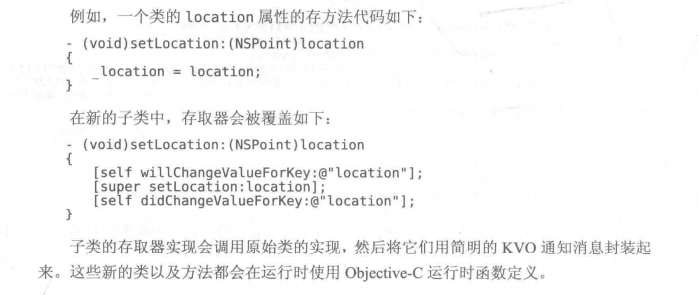 例如，一个类的 location 属性的存方法代码如下：
- (void)setLocation:(NSPoint)location
{
_location = location;
}
在新的子类中，存取器会被覆盖如下：
- (void)setLocation:(NSPoint)location
{
[self willChangeValueForKey:@"location"];
[super setLocation:location];
[self didChangeValueForKey:@"location"];
}
子类的存取器实现会调用原始类的实现，然后将它们用简明的 KVO 通知消息封装起
来。这些新的类以及方法都会在运行时使用 Objective-C 运行时函数定义。